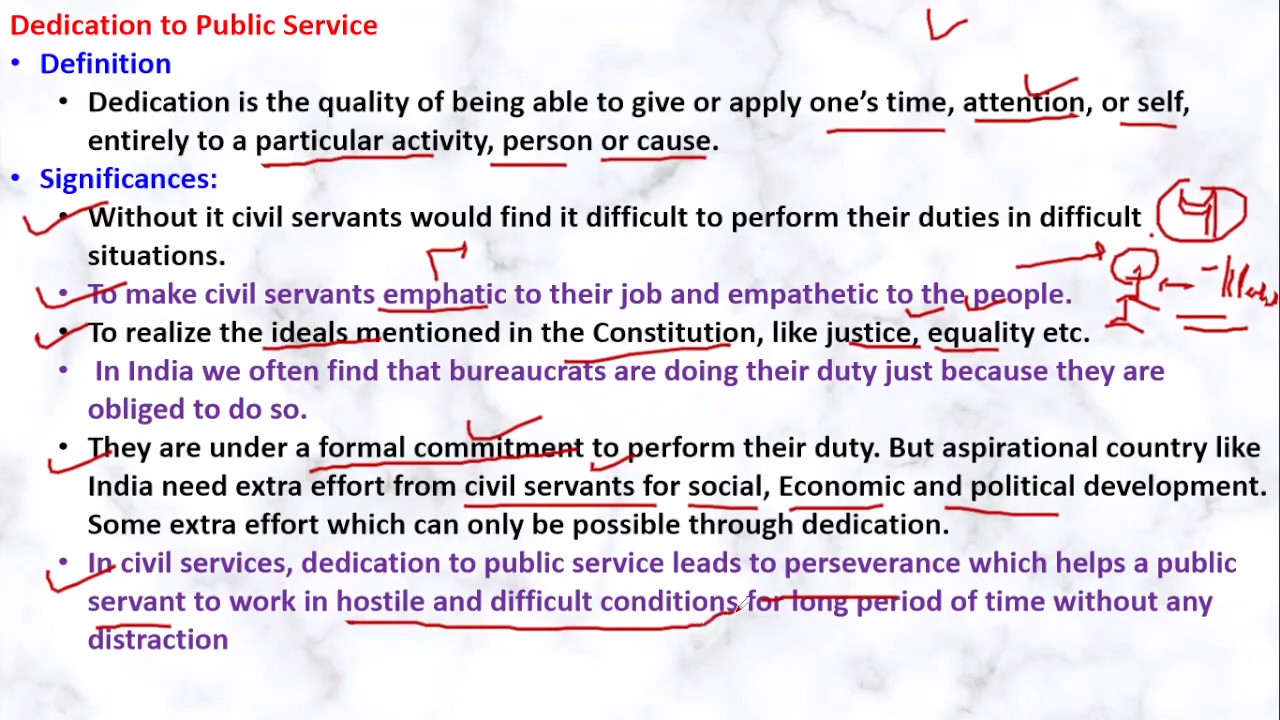 Dedication to Public Service
• Definition
• Dedication is the quality of being able to give or apply one's time, attention, or self,
entirely to a particular activity, person or cause.
• Significances:
• Without it civil servants would find it difficult to perform their duties in difficult
situations.
• To make civil servants emphatic to their job and empathetic to the people.
• To realize the ideals mentioned in the Constitution, like justice, equality etc.
• In India we often find that bureaucrats are doing their duty just because they are
obliged to do so.
• They are under a formal commitment to perform their duty. But aspirational country like
India need extra effort from civil servants for social, Economic and political development.
Some extra effort which can only be possible through dedication.
• In civil services, dedication to public service leads to perseverance which helps a public
servant to work in hostile and difficult conditions for long period of time without any
distraction